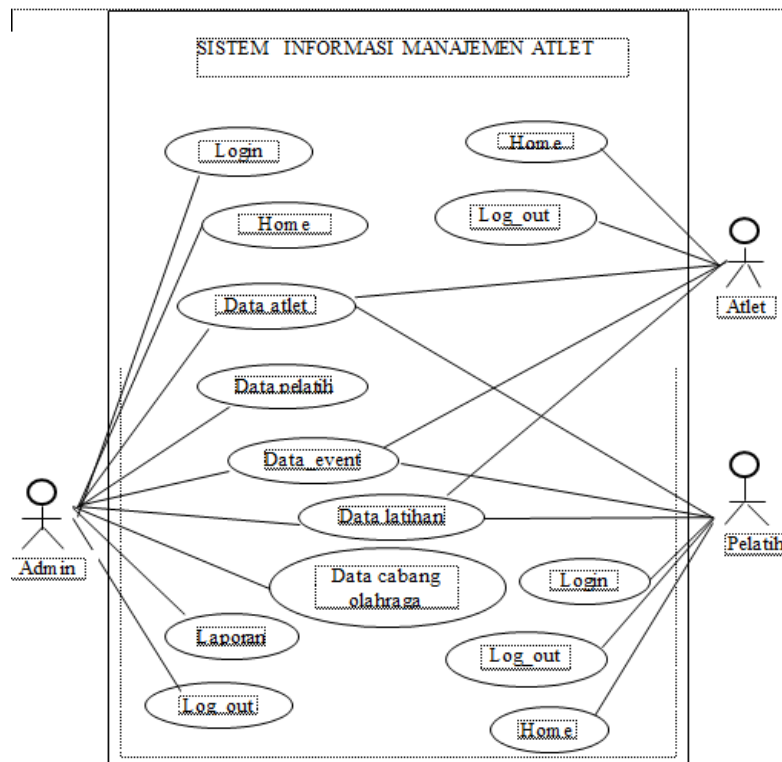 SISTEM INFORMASI MANAJEMEN ATLET
Login
Home
Home
Log_out
Data atlet
Atlet
Data pelatih
Data_event
Data latihan
Admin
Pelatih
Data cabang
olahraga
Login
Laporan
Log_out
Log_out
Home